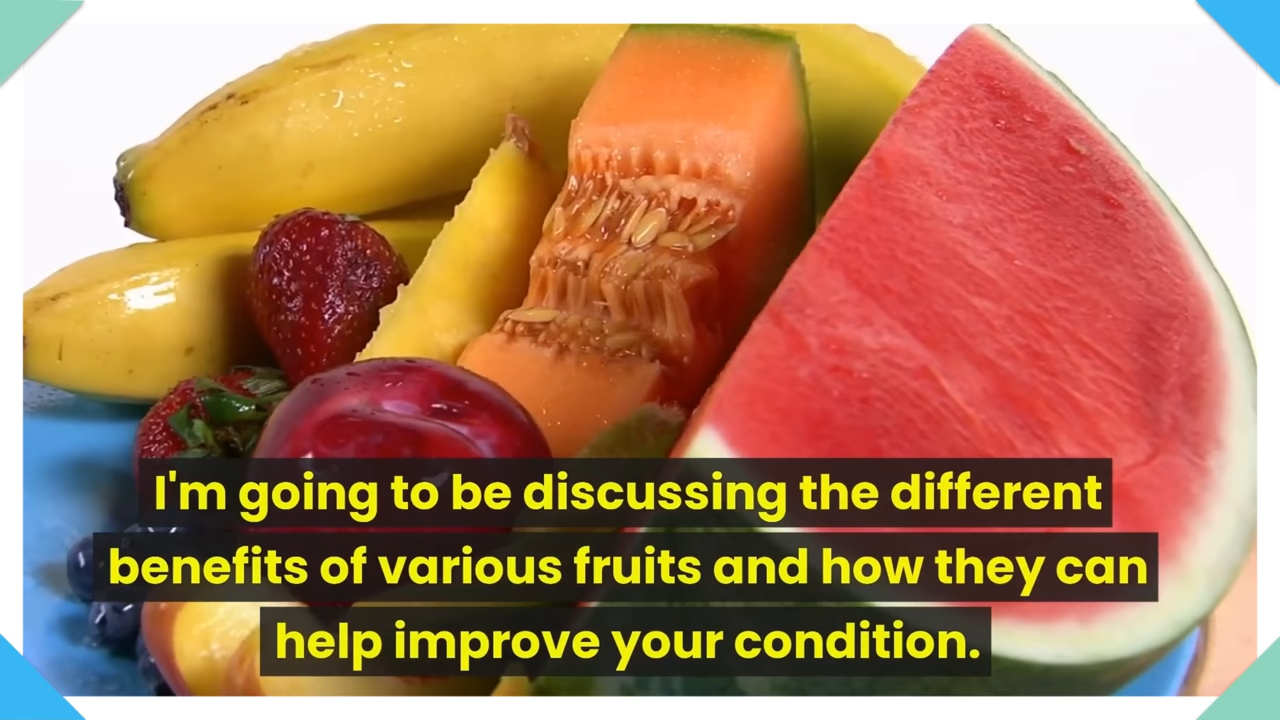 I'm going to be discussing the different
benefits of various fruits and how they can
help improve your condition.